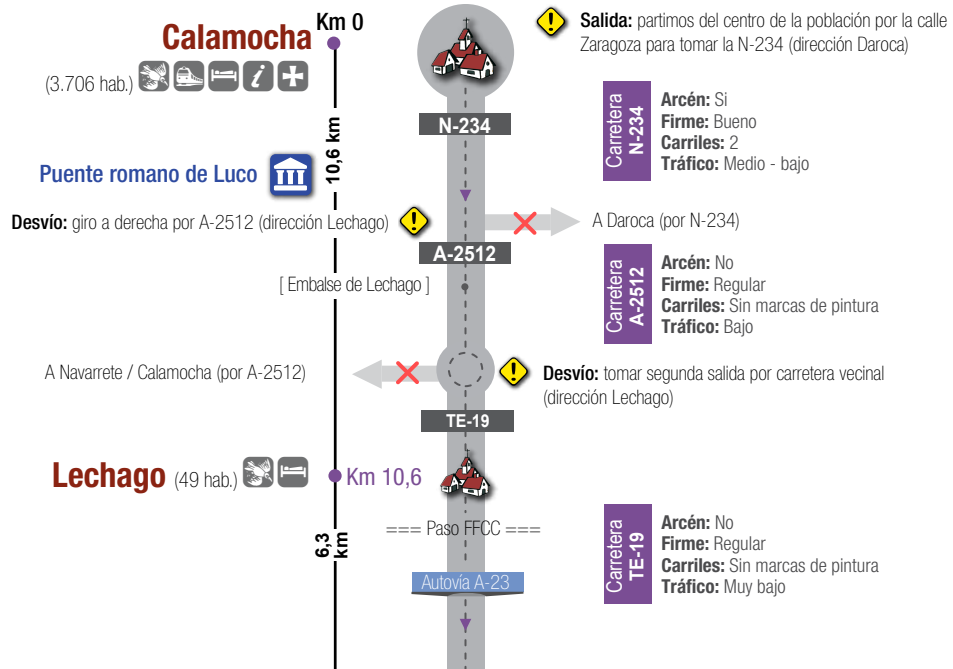 Km 0
Calamocha
(3.706 hab.)
Salida: partimos del centro de la población por la calle
Zaragoza para tomar la N-234 (dirección Daroca)
N-234
Carretera
N-234
Arcén: Si
Firme: Bueno
Carriles: 2
Tráfico: Medio - bajo
10,6 km
Puente romano de Luco
Desvío: giro a derecha por A-2512 (dirección Lechago)
A Daroca (por N-234)
A-2512
[ Embalse de Lechago ]
Carretera
A-2512
Arcén: No
Firme: Regular
Carriles: Sin marcas de pintura
Tráfico: Bajo
A Navarrete / Calamocha (por A-2512)
Desvío: tomar segunda salida por carretera vecinal
(dirección Lechago)
TE-19
Lechago (49 hab.)
Km 10,6
=== Paso FFCC ===
6,3
km
Autovía A-23
Carretera
TE-19
Arcén: No
Firme: Regular
Carriles: Sin marcas de pintura
Tráfico: Muy bajo